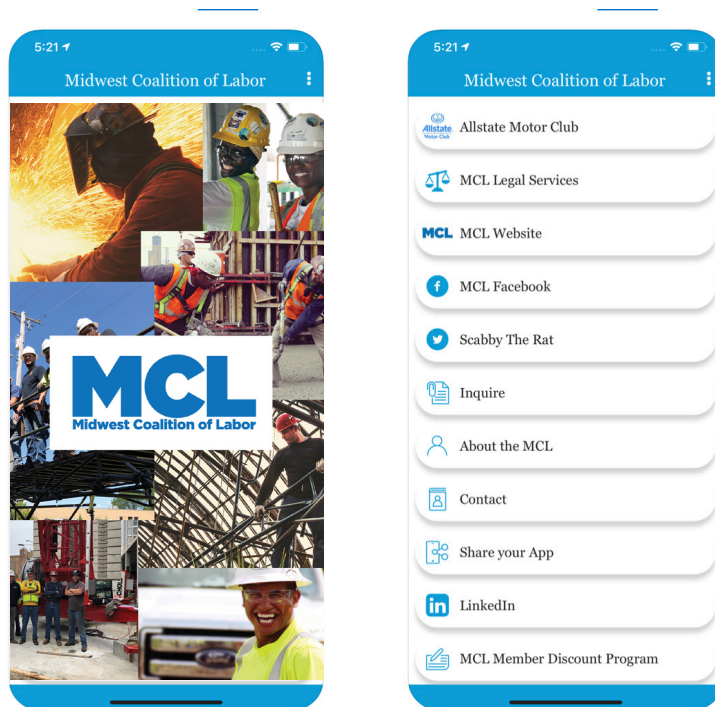 5:21
Midwest Coalition of Labor
MCL
Midwest Coalition of Labor
5:21
Midwest Coalition of Labor
Allstate
Motor Club
Allstate Motor Club
MCL Legal Services
MCL
MCL Website
f
MCL Facebook
Scabby The Rat
Inquire
About the MCL
Contact
Share your App
in
LinkedIn
MCL Member Discount Program